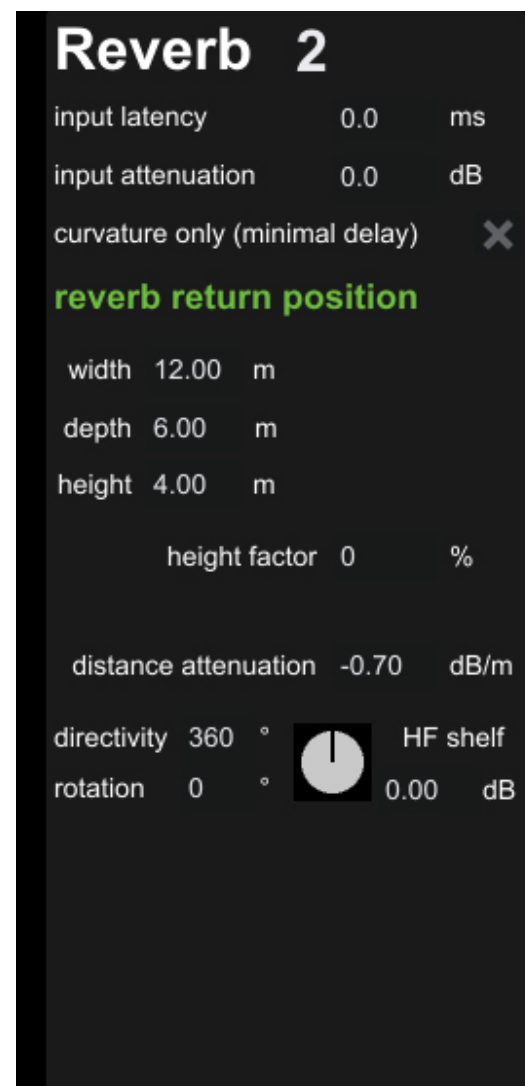 Reverb 2
input latency 0.0 ms
input attenuation 0.0 dB
curvature only (minimal delay)
reverb return position
width 12.00 m
depth 6.00 m
height 4.00 m
height factor 0 %
distance attenuation -0.70 dB/m
directivity 360 ° HF shelf
rotation 0 ° 0.00 dB